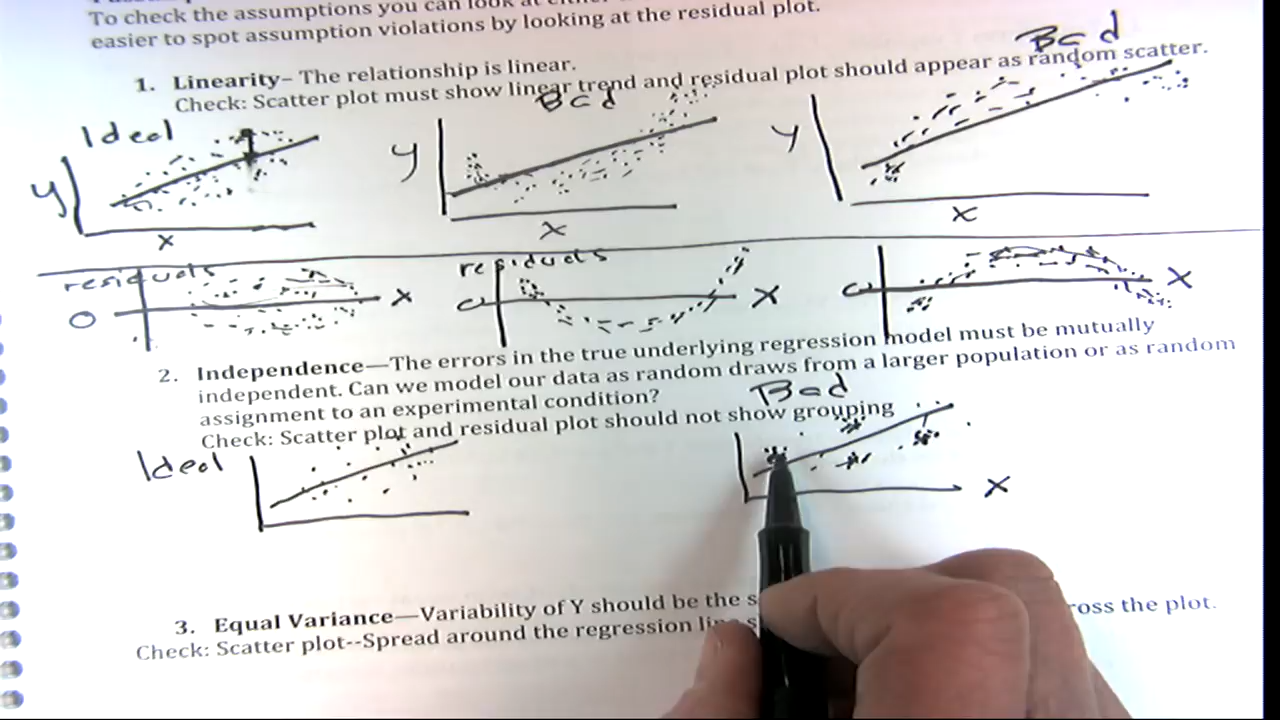 To check the assumptions you can look at
easier to spot assumption violations by looking at the residual plot.
Bad
1. Linearity– The relationship is linear.
Check: Scatter plot must show linear trend and residual plot should appear as random scatter.
Ideal
Bad
y
y
y
x
x
x
residuals
residuals
0
x
0
x
0
x
2. Independence—The errors in the true underlying regression model must be mutually
independent. Can we model our data as random draws from a larger population or as random
assignment to an experimental condition?
Bad
Check: Scatter plot and residual plot should not show grouping
Ideal
x
3. Equal Variance—Variability of Y should be the s
ross the plot.
Check: Scatter plot--Spread around the regression line s